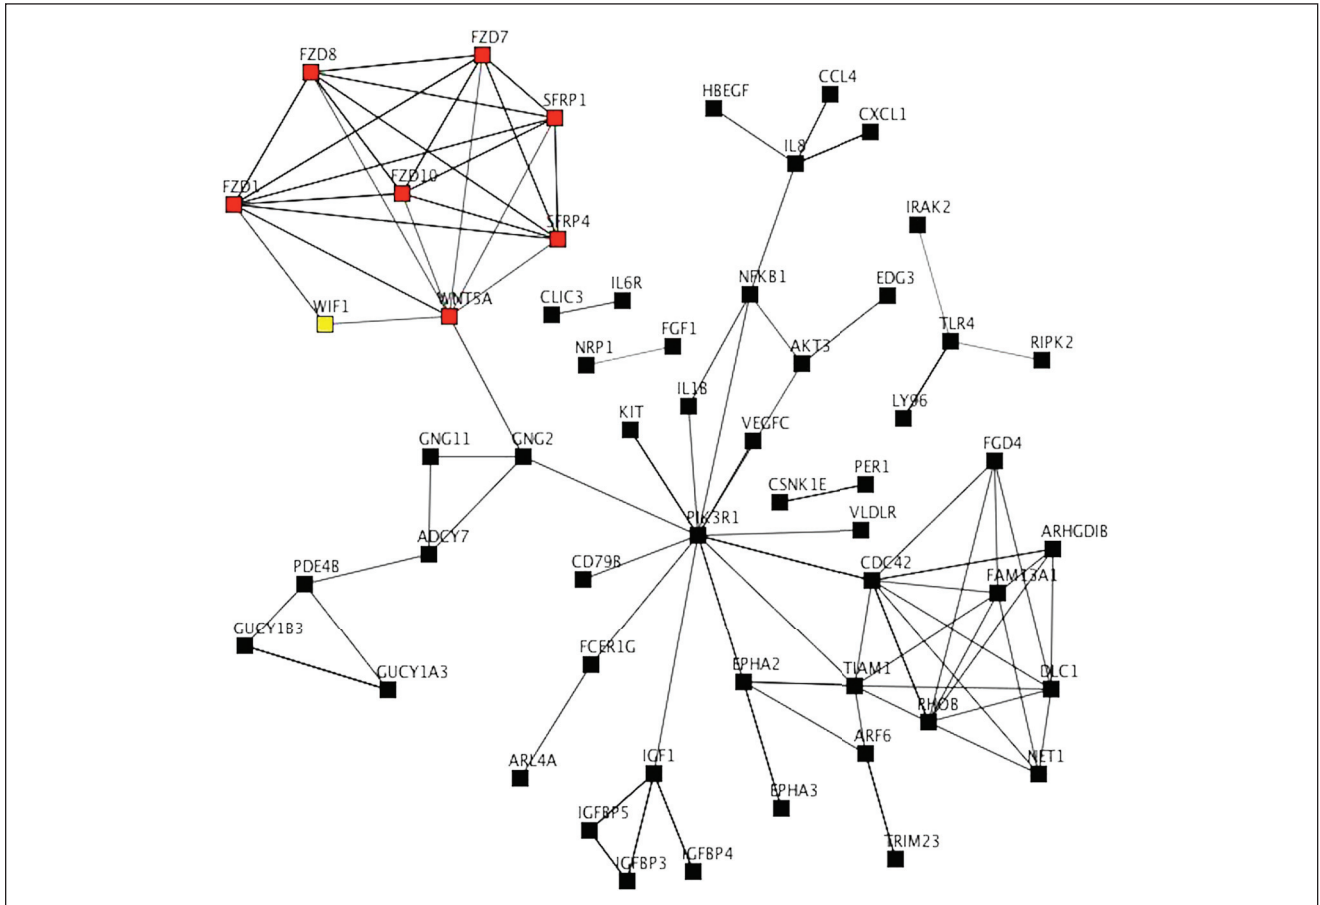 FZD7
FZD8
CCL4
HBEGF
SFRP1
CXCL1
IL8
FZD10
FZD1
IRAK2
SFRP4
NFKB1
EDG3
IL6R
CLIC3
WNT5A
WIF1
TLR4
FGF1
RIPK2
NRP1
AKT3
IL1B
LY96
KIT
VEGFC
GNG11
GNG2
FGD4
PER1
CSNK1E
VLDLR
PIK3R1
ARHGDIB
ADCY7
CD79B
CDC42
PDE4B
FAM13A1
GUCY1B3
FCER1G
EPHA2
TIAM1
DLC1
GUCY1A3
RHOB
ARF6
IGF1
NET1
ARL4A
EPHA3
IGFBP5
TRIM23
IGFBP3
IGFBP4